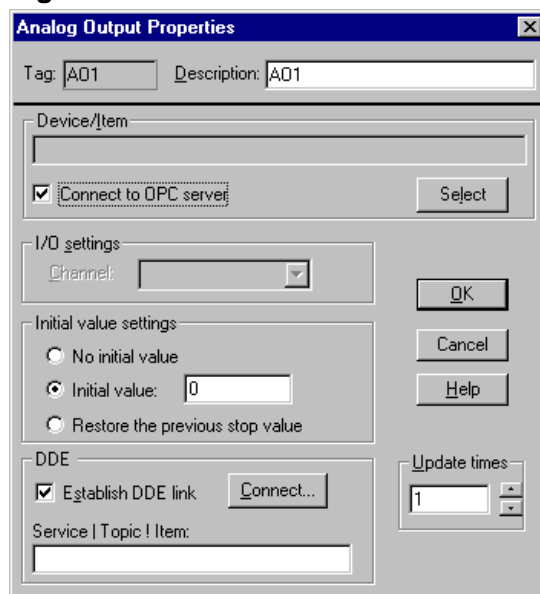 Analog Output Properties
Tag: AO1 Description: AO1
Device/Item
Connect to OPC server
Select
I/O settings
Channel:
OK
Initial value settings
No initial value
Cancel
Initial value: 0
Help
Restore the previous stop value
DDE
Update times
Establish DDE link
Connect...
1
Service | Topic ! Item: